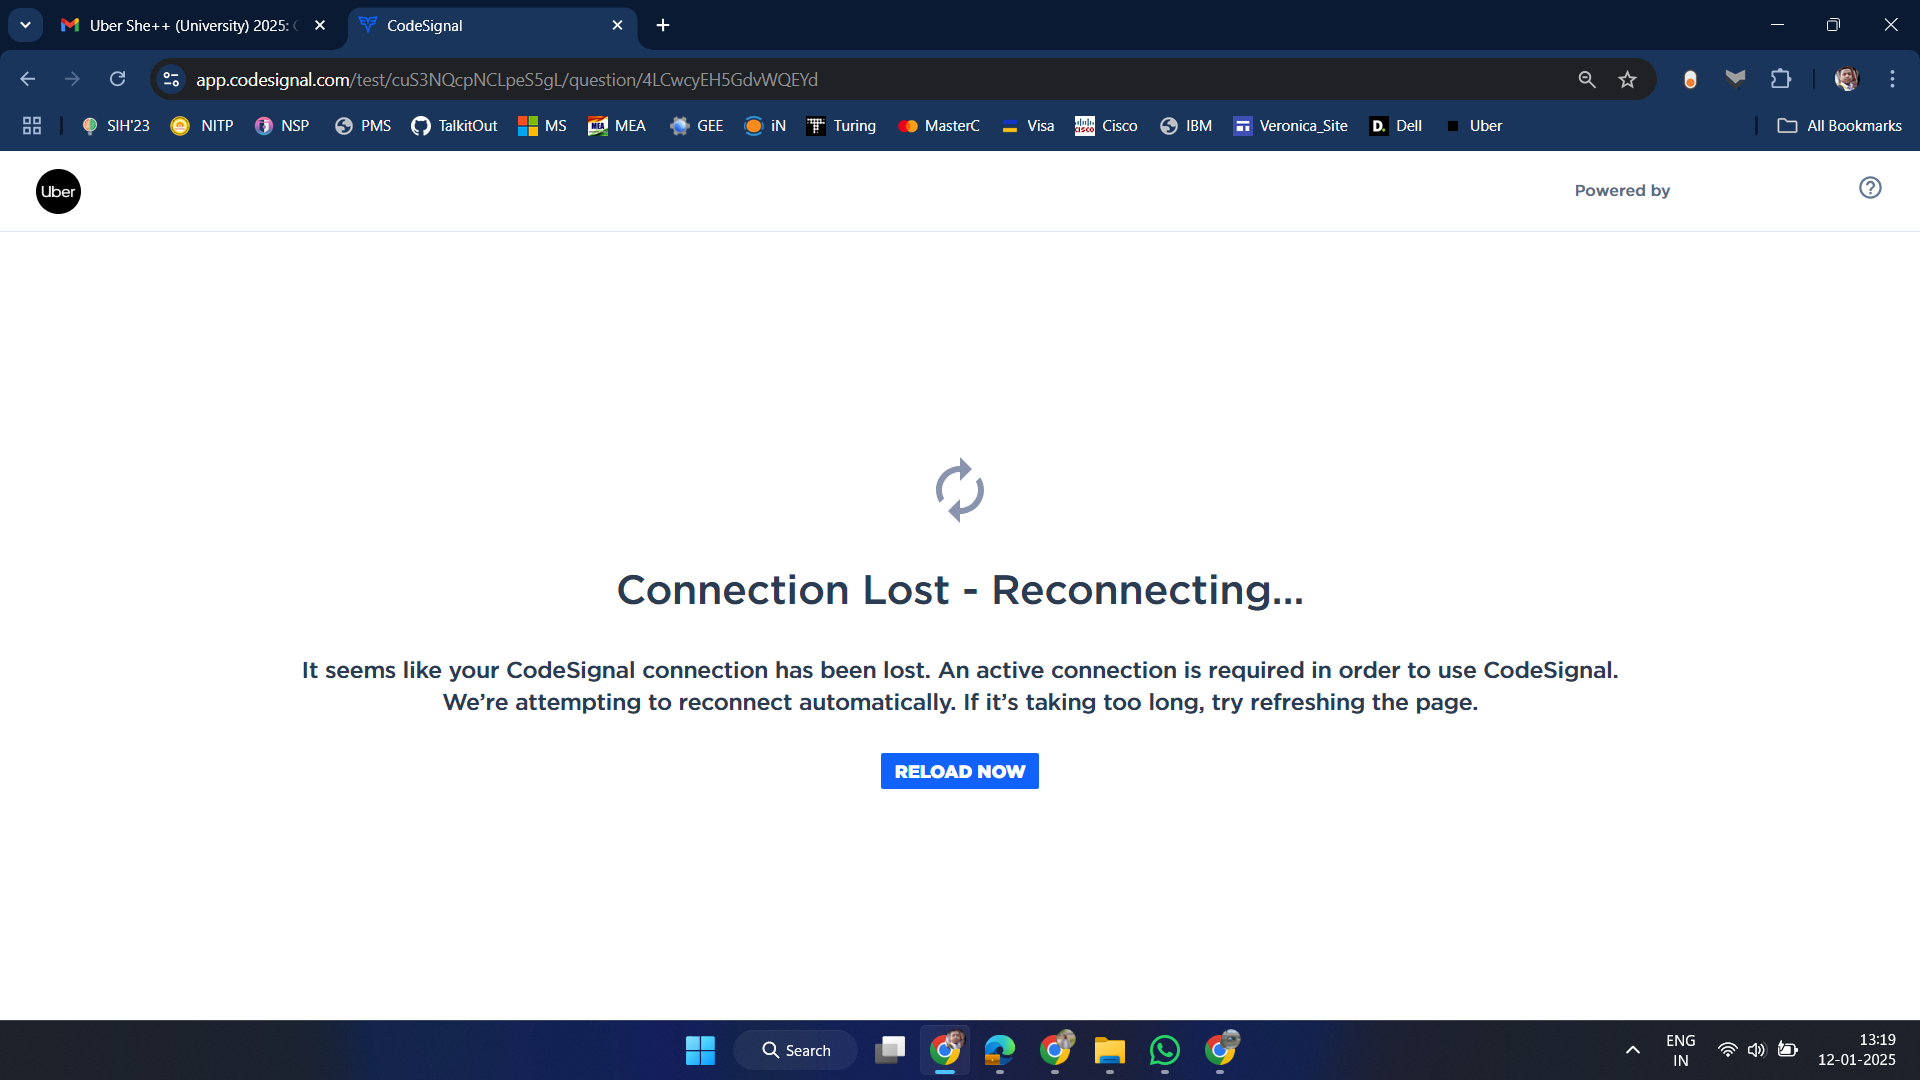 Uber She++ (University) 2025:
CodeSignal
app.codesignal.com/test/cuS3NQcpNCLpeS5gL/question/4LCwcyEH5GdvWQEYd
SIH'23 NITP NSP PMS TalkitOut MS MEA GEE iN Turing MasterC Visa Cisco IBM Veronica_Site Dell Uber All Bookmarks
Uber
Powered by
Connection Lost - Reconnecting...
It seems like your CodeSignal connection has been lost. An active connection is required in order to use CodeSignal.
We’re attempting to reconnect automatically. If it’s taking too long, try refreshing the page.
RELOAD NOW
Search
ENG
IN
13:19
12-01-2025